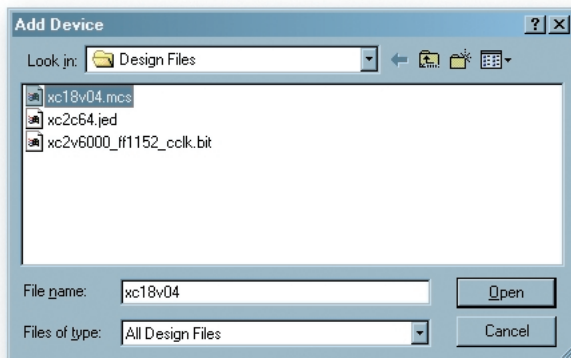 Add Device
Look in: Design Files
xc18v04.mcs
xc2c64.jed
xc2v6000_ff1152_cclk.bit
File name: xc18v04 Open
Files of type: All Design Files Cancel